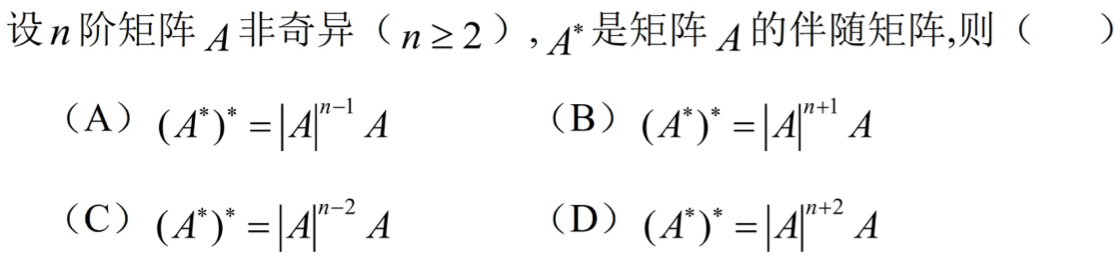 设 n 阶矩阵 A 非奇异（n ≥ 2）, A* 是矩阵 A 的伴随矩阵,则（ ）
（A）(A*)* = |A|^{n-1} A （B）(A*)* = |A|^{n+1} A
（C）(A*)* = |A|^{n-2} A （D）(A*)* = |A|^{n+2} A